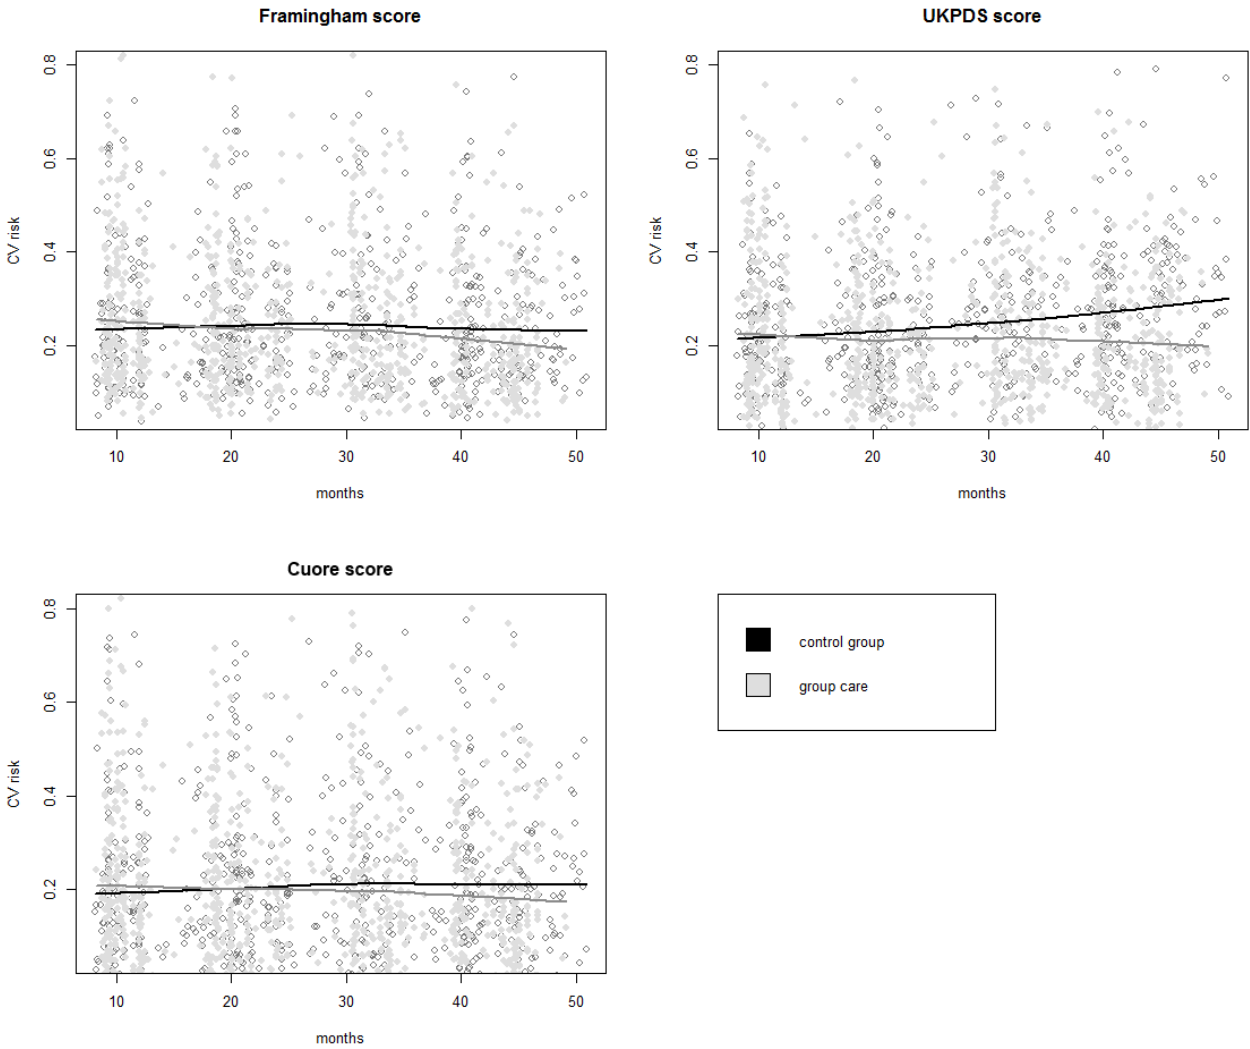 Framingham score
CV risk
0.8
0.6
0.4
0.2
10 20 30 40 50
months
UKPDS score
CV risk
0.8
0.6
0.4
0.2
10 20 30 40 50
months
Cuore score
CV risk
0.8
0.6
0.4
0.2
10 20 30 40 50
months
control group
group care